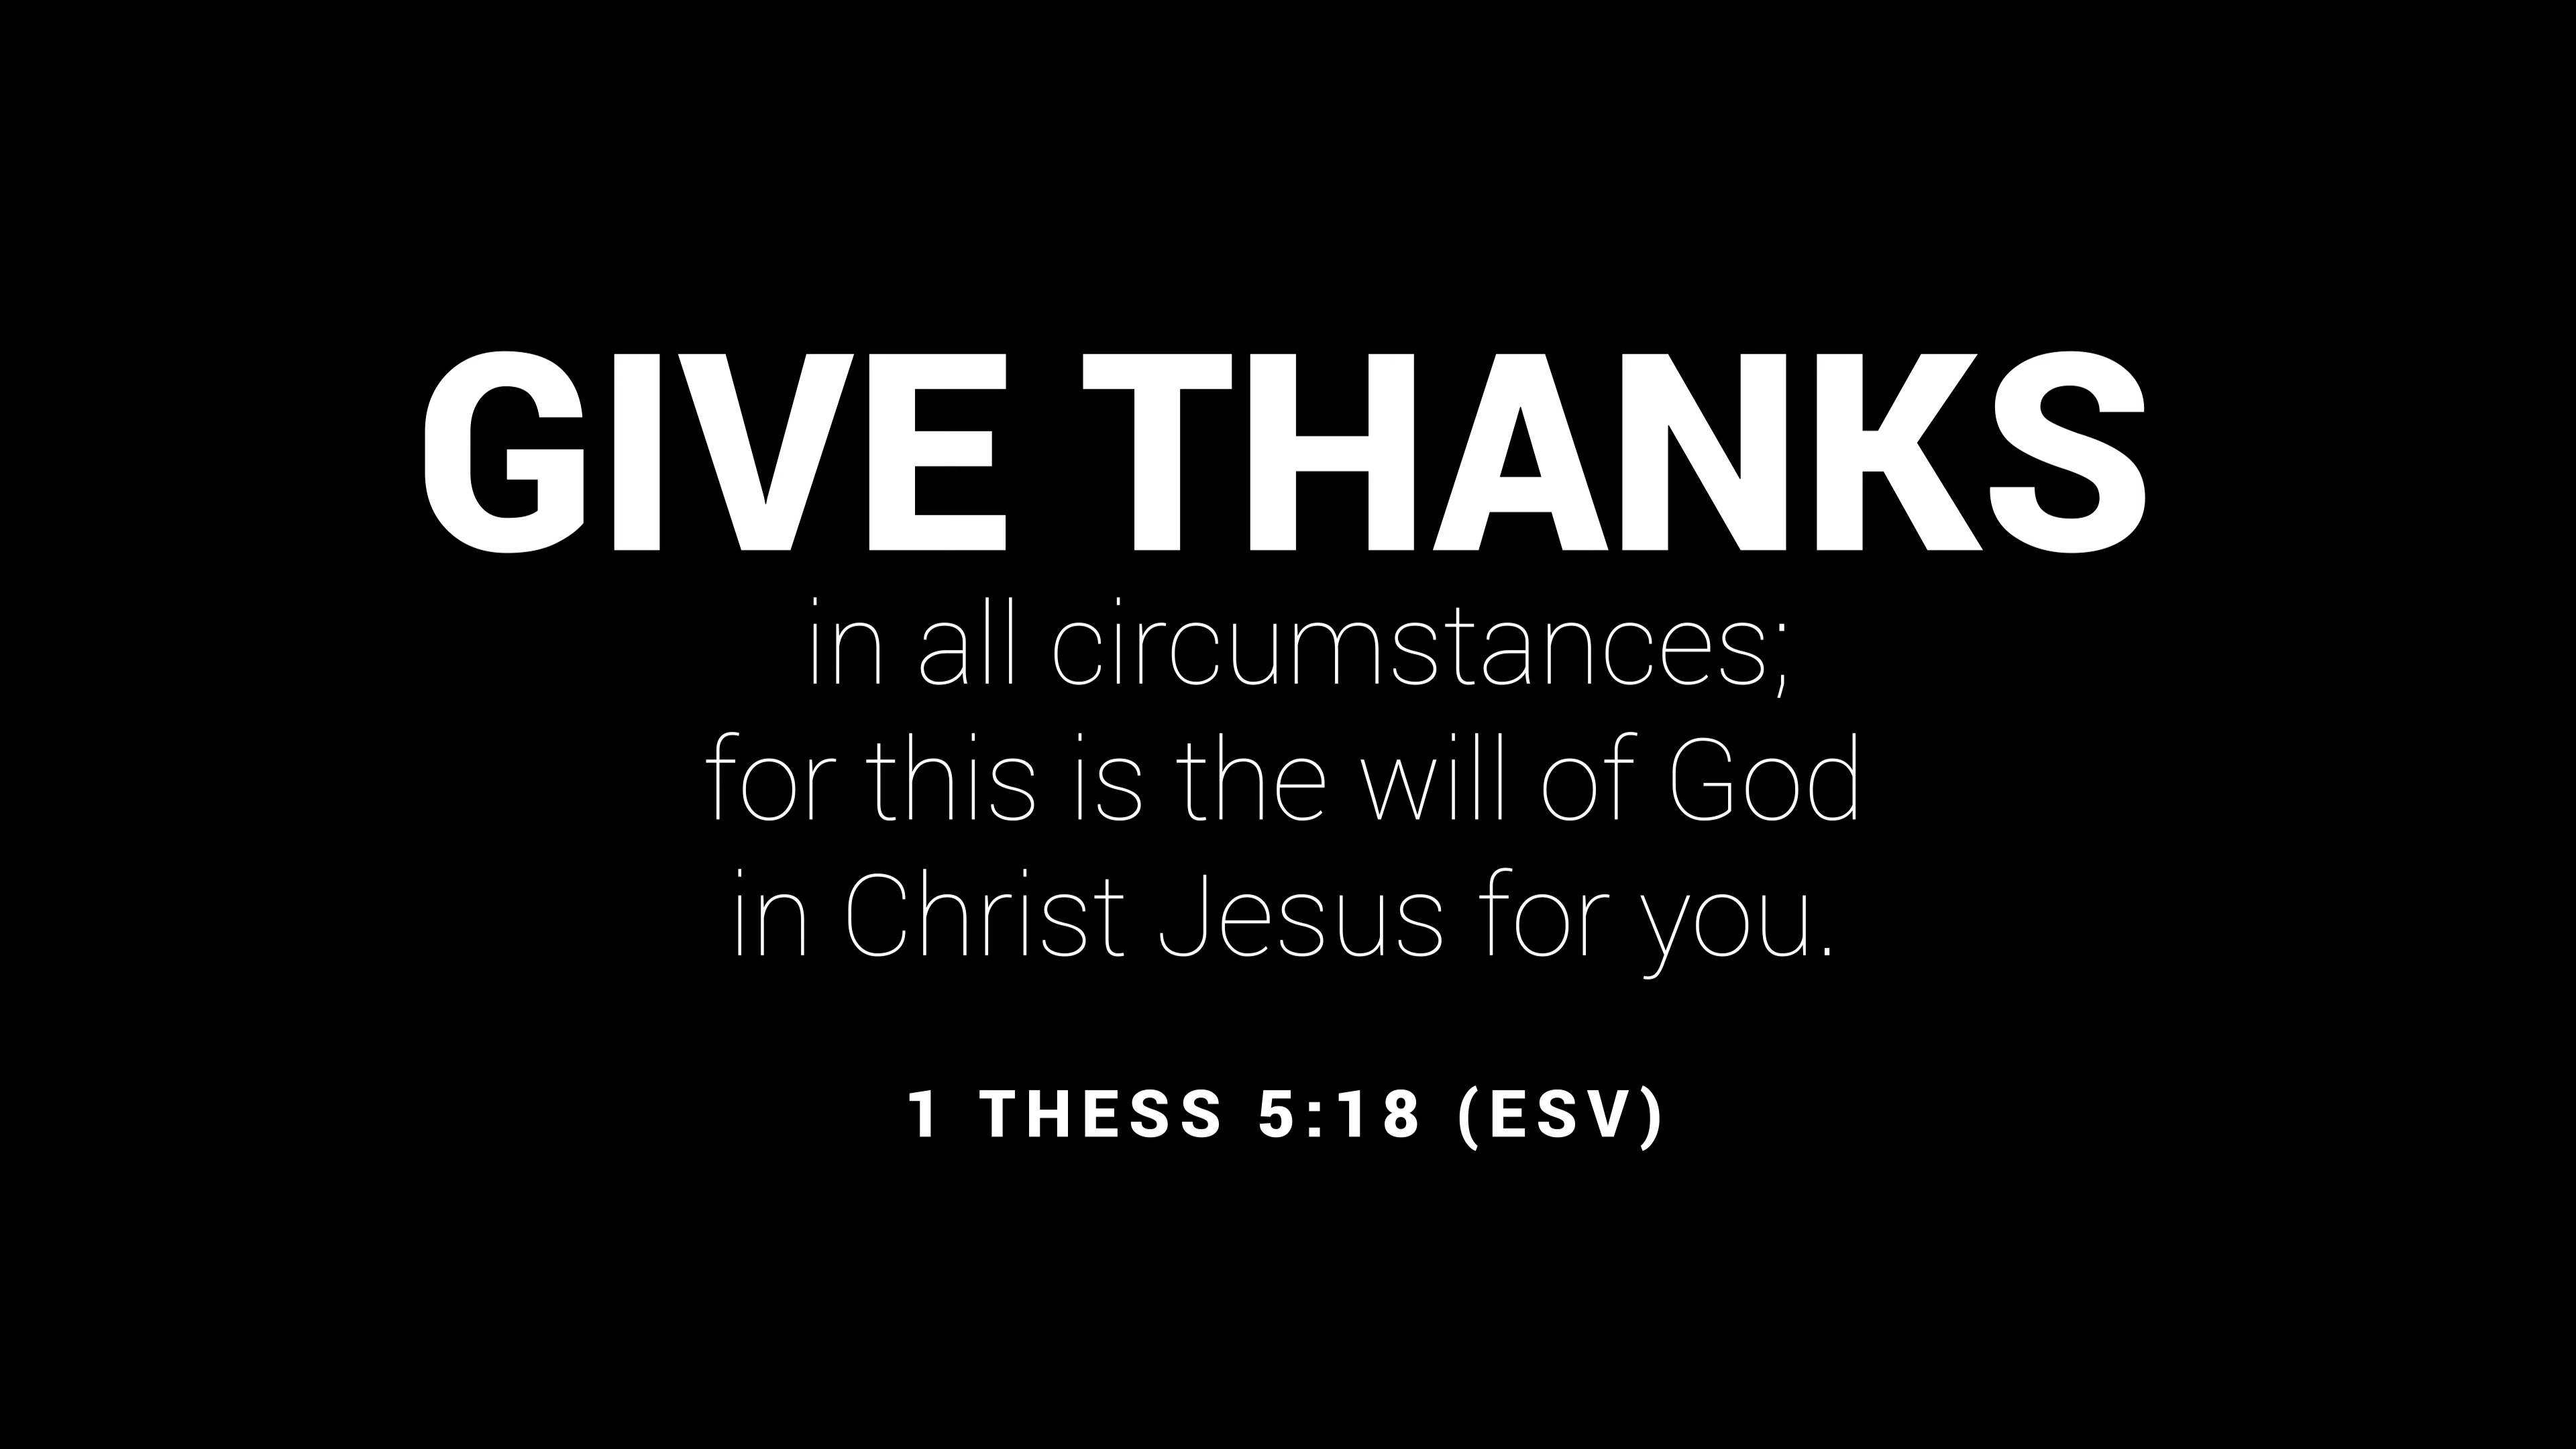 GIVE THANKS
in all circumstances;
for this is the will of God
in Christ Jesus for you.
1 THESS 5:18 (ESV)